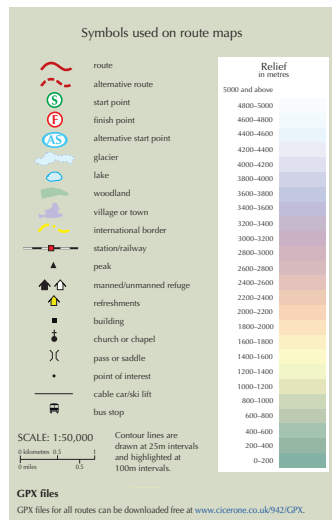 Symbols used on route maps
route
alternative route
S
start point
F
finish point
AS
alternative start point
glacier
lake
woodland
village or town
international border
station/railway
peak
manned/unmanned refuge
refreshments
building
church or chapel
pass or saddle
point of interest
cable car/ski lift
bus stop
Relief
in metres
5000 and above
4800–5000
4600–4800
4400–4600
4200–4400
4000–4200
3800–4000
3600–3800
3400–3600
3200–3400
3000–3200
2800–3000
2600–2800
2400–2600
2200–2400
2000–2200
1800–2000
1600–1800
1400–1600
1200–1400
1000–1200
800–1000
600–800
400–600
200–400
0–200
SCALE: 1:50,000
0 kilometres 0.5 1
0 miles 0.5
Contour lines are
drawn at 25m intervals
and highlighted at
100m intervals.
GPX files
GPX files for all routes can be downloaded free at www.cicerone.co.uk/942/GPX.